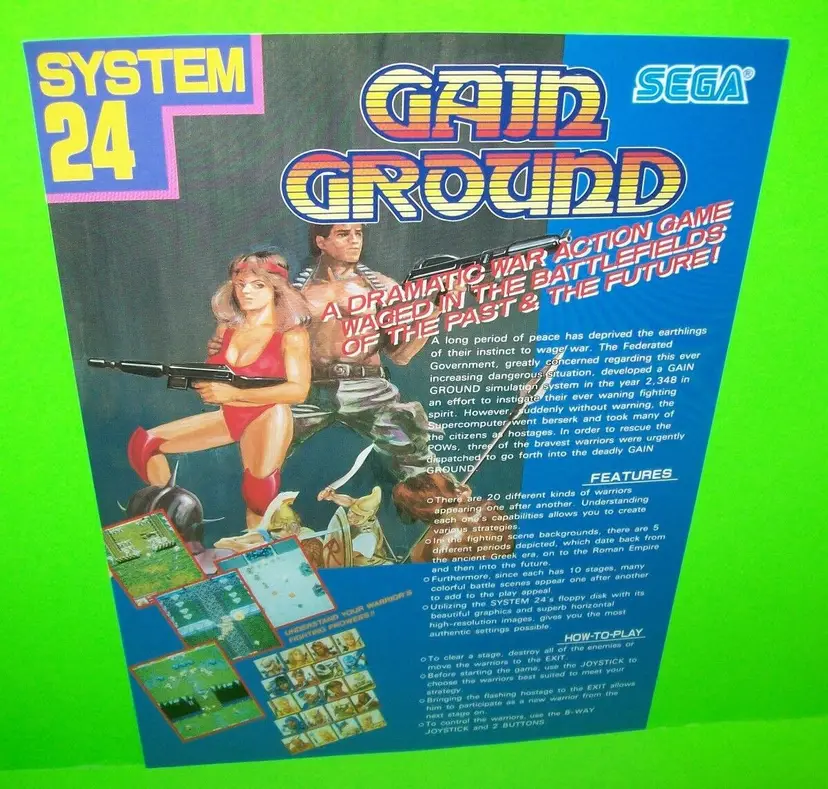 SYSTEM
24
SEGA®
GAIN
GROUND
A DRAMATIC WAR ACTION GAME
WAGED IN THE BATTLEFIELDS
OF THE PAST & THE FUTURE!
A long period of peace has deprived the earthlings
of their instinct to wage war. The Federated
Government, greatly concerned regarding this ever
increasing dangerous situation, developed a GAIN
GROUND simulation system in the year 2,348 in
an effort to instigate their ever waning fighting
spirit. However, suddenly without warning, the
Supercomputer went berserk and took many of
the citizens as hostages. In order to rescue the
POWs, three of the bravest warriors were urgently
dispatched to go forth into the deadly GAIN
GROUND.
FEATURES
○There are 20 different kinds of warriors
appearing one after another. Understanding
each one's capabilities allows you to create
various strategies.
○In the fighting scene backgrounds, there are 5
different periods depicted, which date back from
the ancient Greek era, on to the Roman Empire
and then into the future.
○Furthermore, since each has 10 stages, many
colorful battle scenes appear one after another
to add to the play appeal.
○Utilizing the SYSTEM 24's floppy disk with its
beautiful graphics and superb horizontal
high-resolution images, gives you the most
authentic settings possible.
UNDERSTAND YOUR WARRIOR'S
FIGHTING PROWESS!!
HOW-TO-PLAY
○To clear a stage, destroy all of the enemies or
move the warriors to the EXIT.
○Before starting the game, use the JOYSTICK to
choose the warriors best suited to meet your
strategy.
○Bringing the flashing hostage to the EXIT allows
him to participate as a new warrior from the
next stage on.
○To control the warriors, use the 8-WAY
JOYSTICK and 2 BUTTONS.